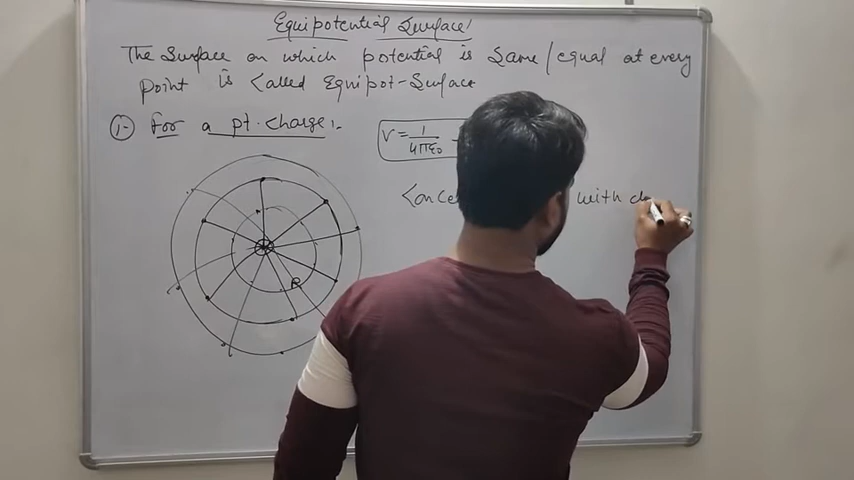 Equipotential Surface!
The Surface on which potential is Same/equal at every
point is Called Equipot-Surface
1- For a pt. charge:-
V = 1/4πε0
with